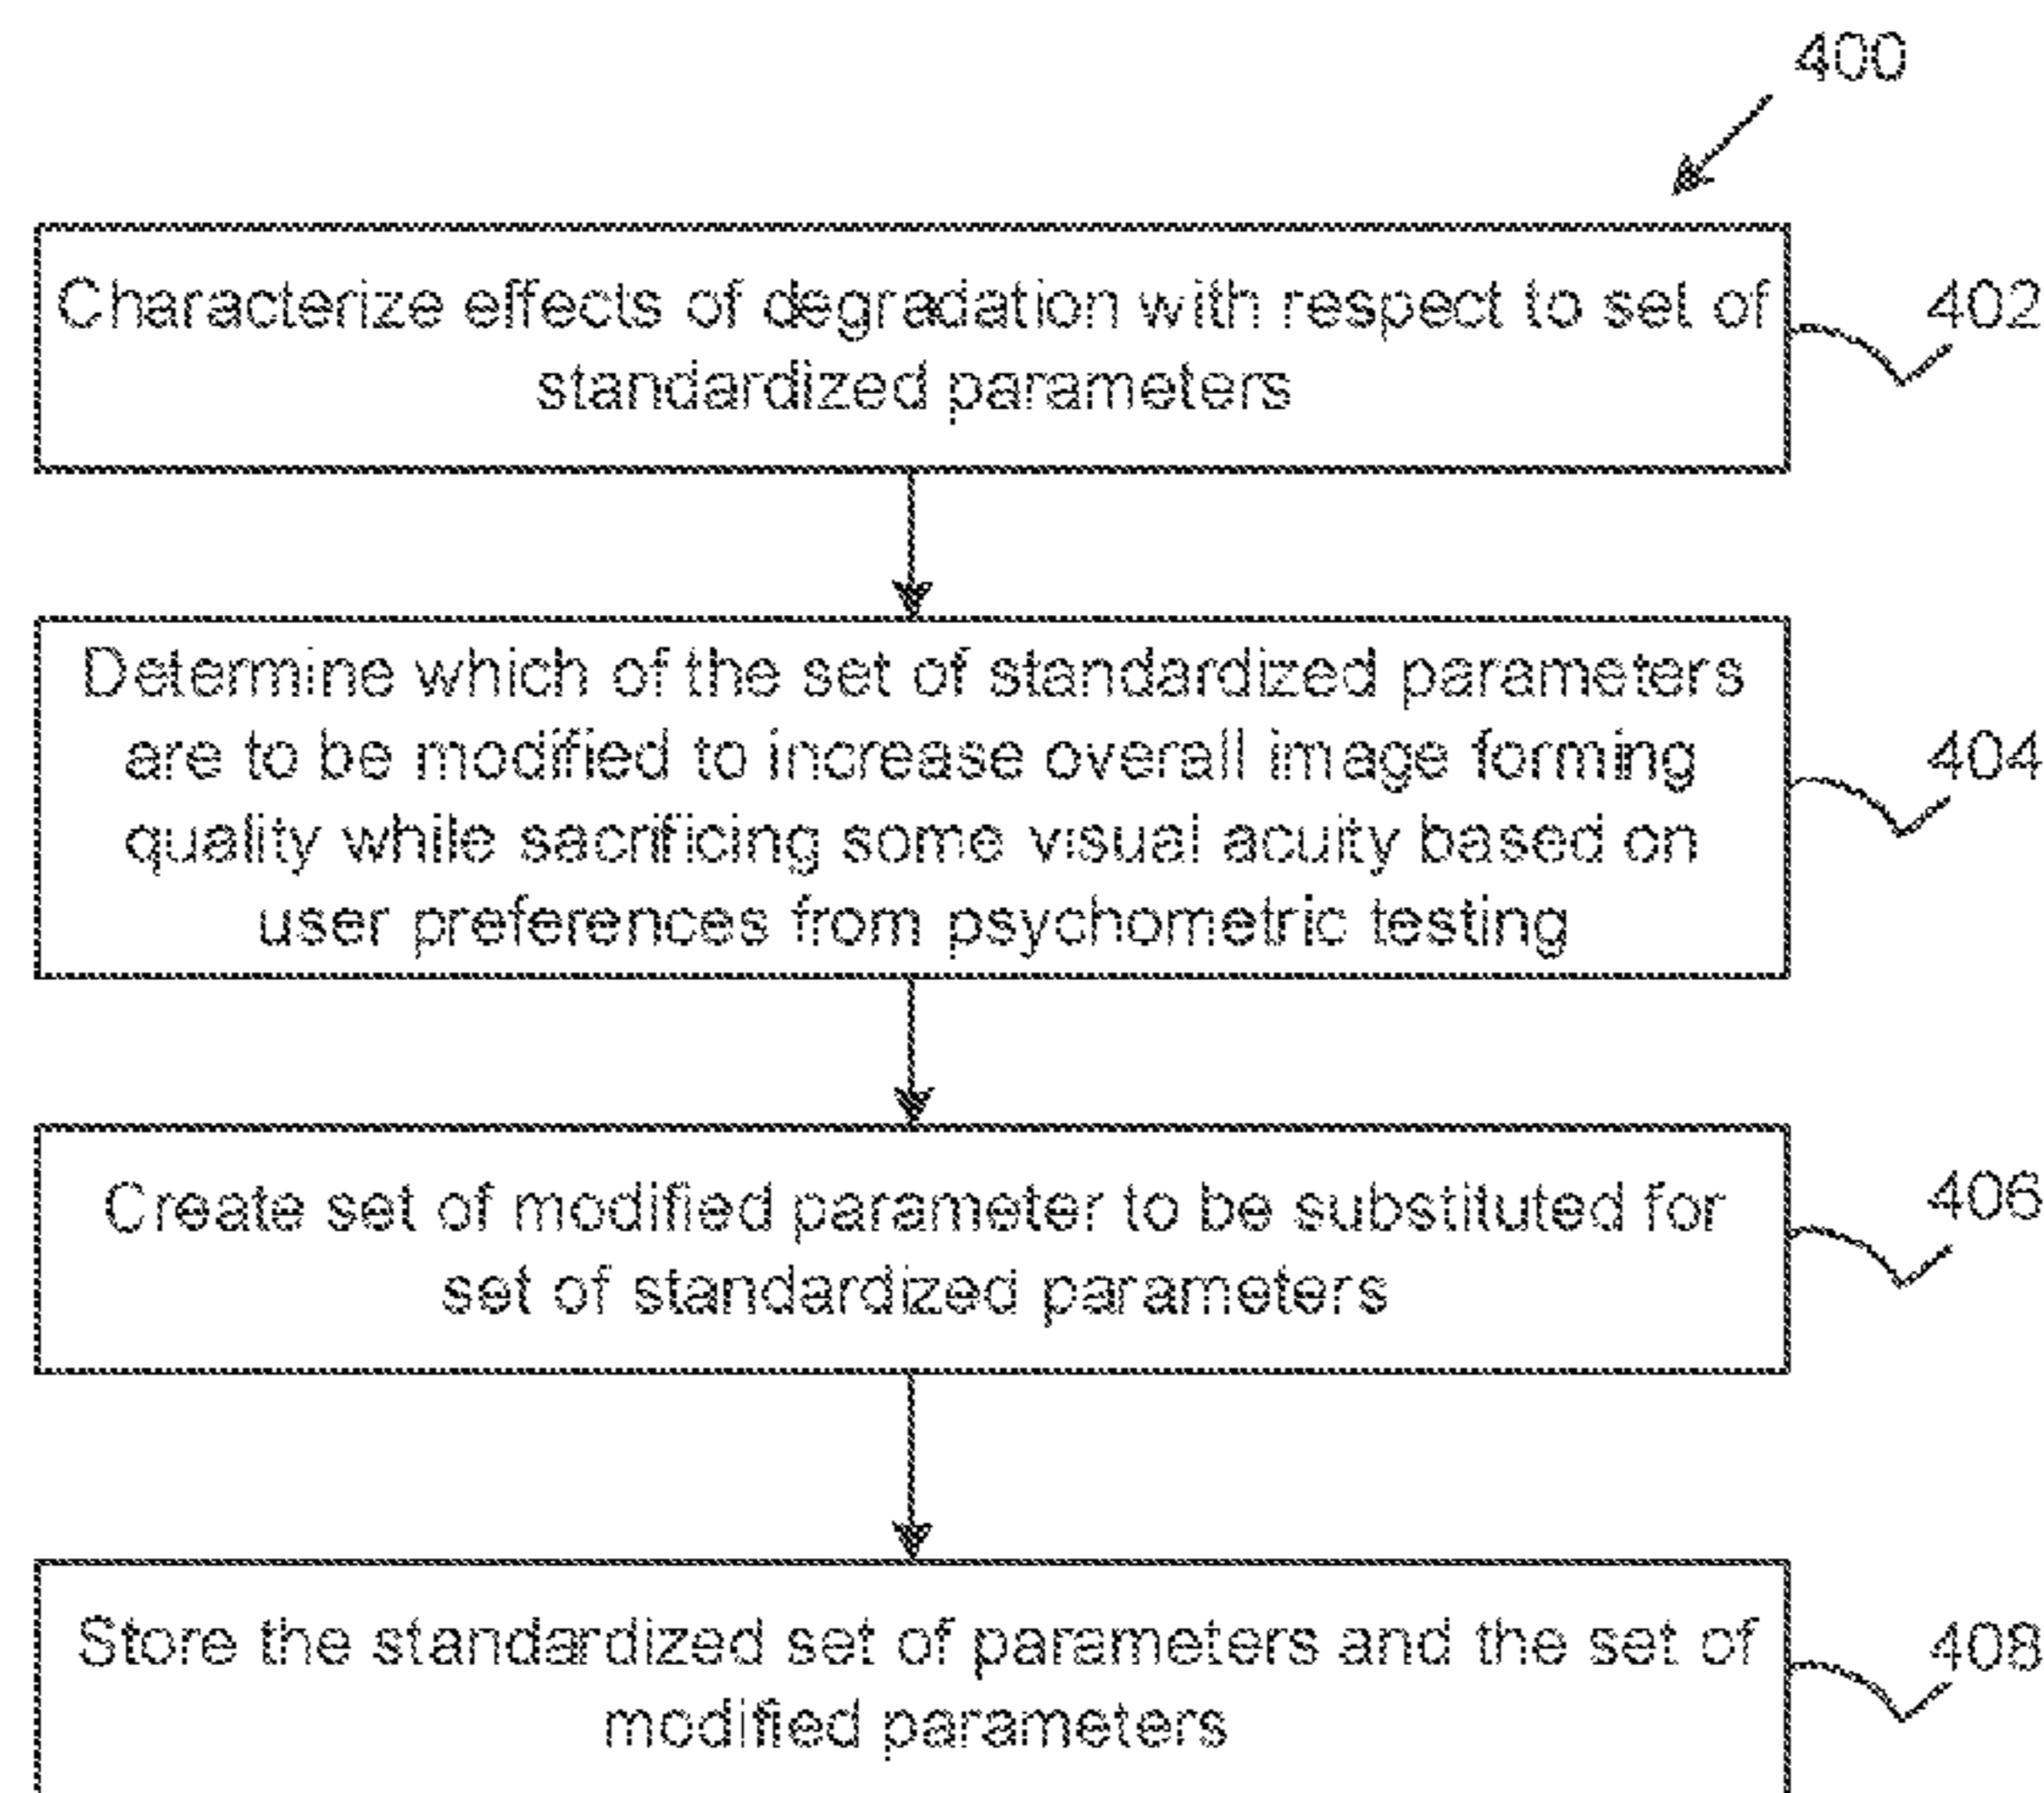 400
Characterize effects of degradation with respect to set of
standardized parameters
402
Determine which of the set of standardized parameters
are to be modified to increase overall image forming
quality while sacrificing some visual acuity based on
user preferences from psychometric testing
404
Create set of modified parameter to be substituted for
set of standardized parameters
406
Store the standardized set of parameters and the set of
modified parameters
408